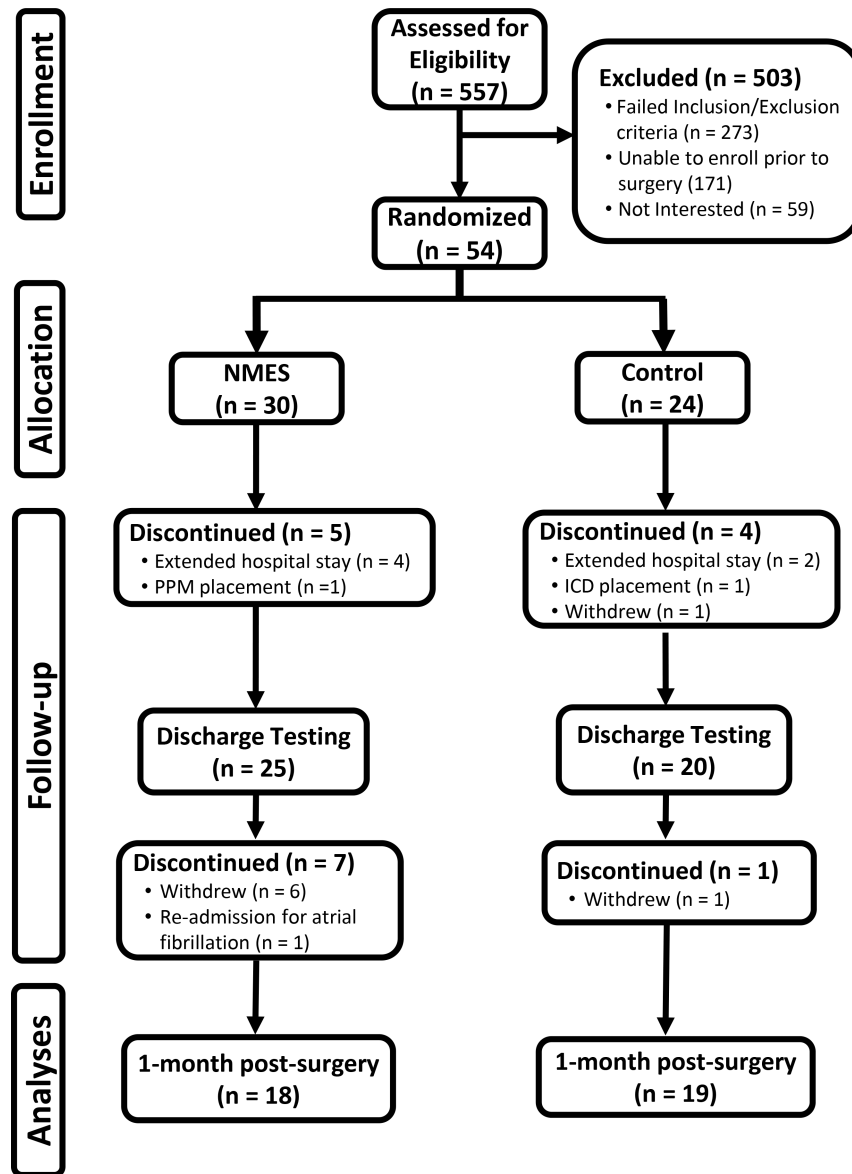 Enrollment
Assessed for
Eligibility
(n = 557)
Excluded (n = 503)
• Failed Inclusion/Exclusion
criteria (n = 273)
• Unable to enroll prior to
surgery (171)
• Not Interested (n = 59)
Randomized
(n = 54)
Allocation
NMES
(n = 30)
Control
(n = 24)
Follow-up
Discontinued (n = 5)
• Extended hospital stay (n = 4)
• PPM placement (n =1)
Discontinued (n = 4)
• Extended hospital stay (n = 2)
• ICD placement (n = 1)
• Withdrew (n = 1)
Discharge Testing
(n = 25)
Discharge Testing
(n = 20)
Discontinued (n = 7)
• Withdrew (n = 6)
• Re-admission for atrial
fibrillation (n = 1)
Discontinued (n = 1)
• Withdrew (n = 1)
Analyses
1-month post-surgery
(n = 18)
1-month post-surgery
(n = 19)